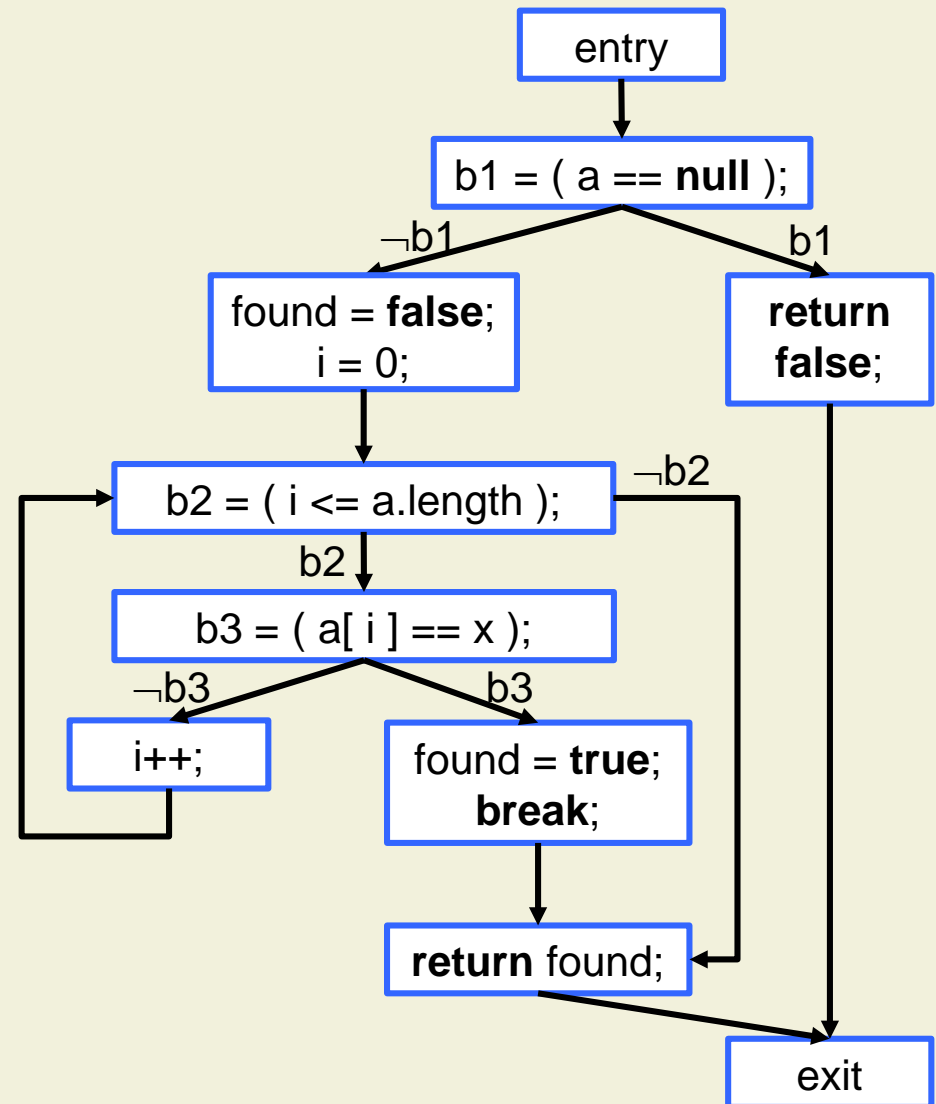 entry
b1 = ( a == null );
¬b1
b1
found = false;
i = 0;
return
false;
b2 = ( i <= a.length );
¬b2
b2
b3 = ( a[ i ] == x );
¬b3
b3
i++;
found = true;
break;
return found;
exit